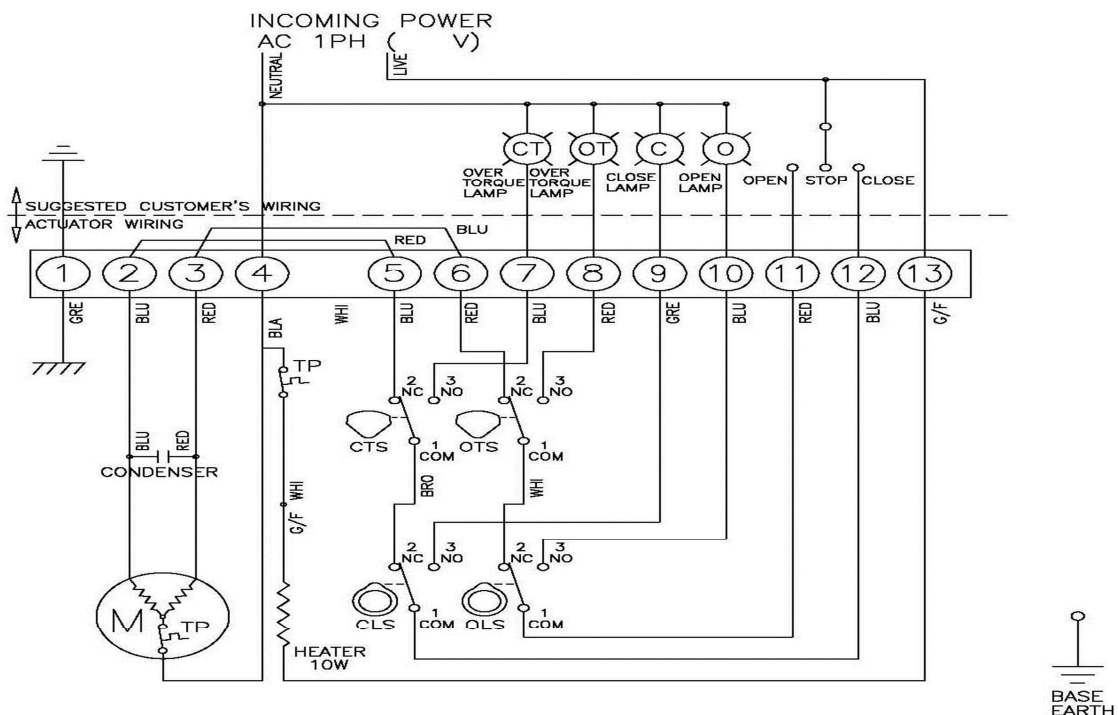 INCOMING POWER
AC 1PH ( V)
NEUTRAL
LIVE
CT OT C O
OVER TORQUE LAMP
OVER TORQUE LAMP
CLOSE LAMP
OPEN LAMP
OPEN STOP CLOSE
SUGGESTED CUSTOMER'S WIRING
ACTUATOR WIRING
RED
BLU
1 2 3 4 5 6 7 8 9 10 11 12 13
GRE BLU RED BLA WHI BLU RED BLU RED GRE BLU RED BLU G/F
TP
2 NC 3 NO 2 NC 3 NO
CTS 1 COM OTS 1 COM
BLU RED
CONDENSER
WHI
G/F
BRO WHI
2 NC 3 NO 2 NC 3 NO
CLS 1 COM OLS 1 COM
M TP
HEATER
10W
BASE
EARTH